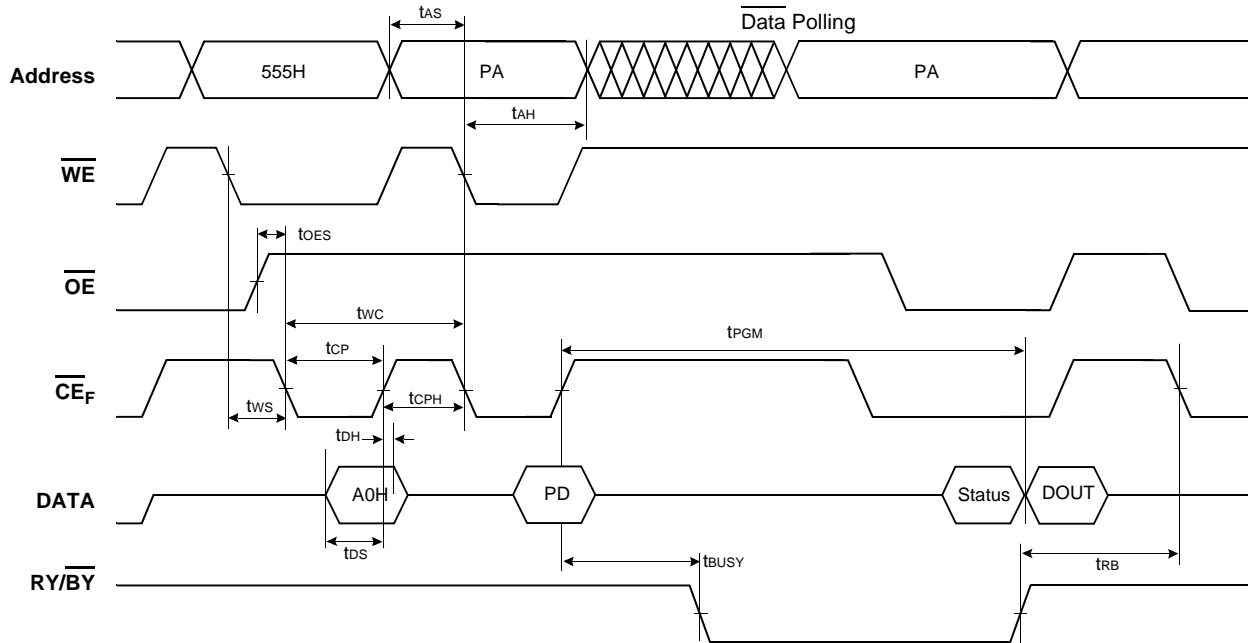 tAS
Data Polling
Address
555H
PA
PA
tAH
WE
tOES
OE
tWC
tPGM
tCP
CEF
tCPH
tWS
tDH
DATA
A0H
PD
Status
DOUT
tDS
tBUSY
tRB
RY/BY